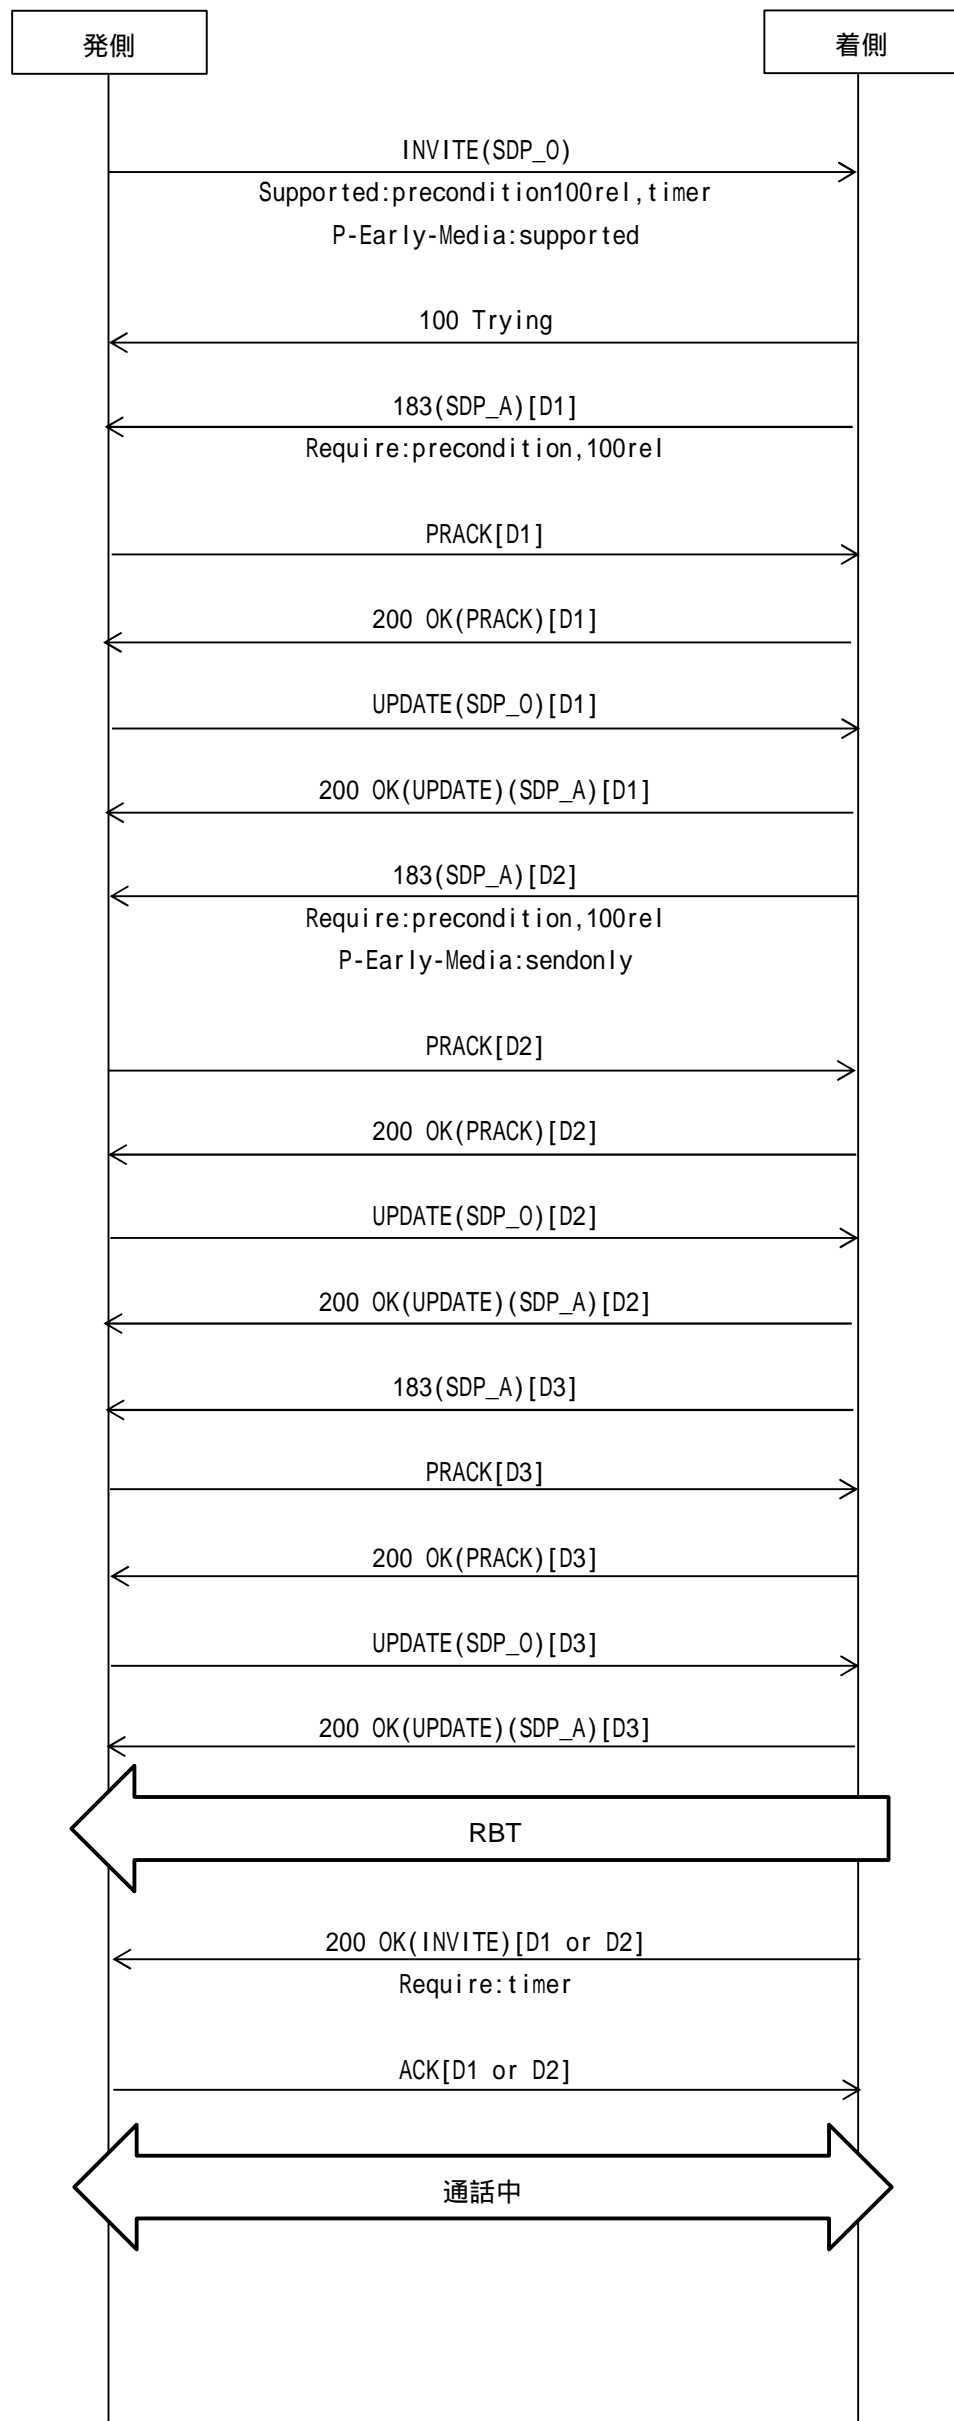 発側
着側
INVITE(SDP_O)
Supported:precondition100rel,timer
P-Early-Media:supported
100 Trying
183(SDP_A)[D1]
Require:precondition,100rel
PRACK[D1]
200 OK(PRACK)[D1]
UPDATE(SDP_O)[D1]
200 OK(UPDATE)(SDP_A)[D1]
183(SDP_A)[D2]
Require:precondition,100rel
P-Early-Media:sendonly
PRACK[D2]
200 OK(PRACK)[D2]
UPDATE(SDP_O)[D2]
200 OK(UPDATE)(SDP_A)[D2]
183(SDP_A)[D3]
PRACK[D3]
200 OK(PRACK)[D3]
UPDATE(SDP_O)[D3]
200 OK(UPDATE)(SDP_A)[D3]
RBT
200 OK(INVITE)[D1 or D2]
Require:timer
ACK[D1 or D2]
通話中